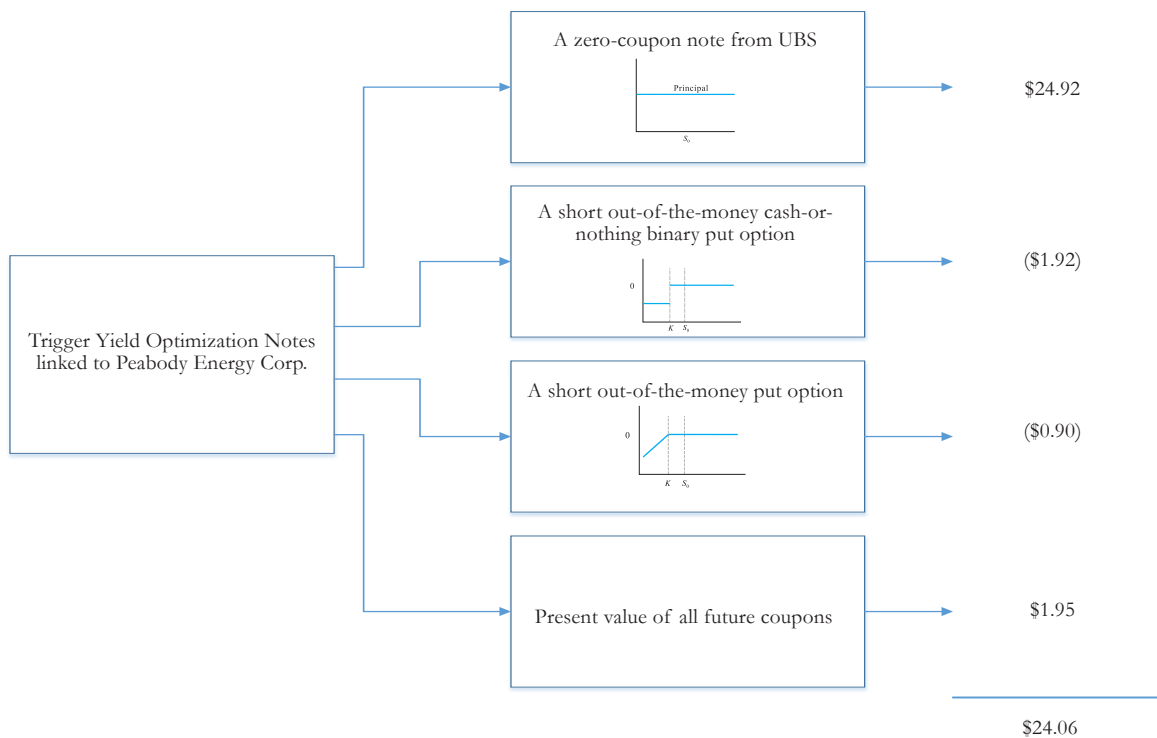 A zero-coupon note from UBS
Principal
S0
$24.92
A short out-of-the-money cash-or-
nothing binary put option
0
K
S0
($1.92)
Trigger Yield Optimization Notes
linked to Peabody Energy Corp.
A short out-of-the-money put option
0
K
S0
($0.90)
Present value of all future coupons
$1.95
$24.06